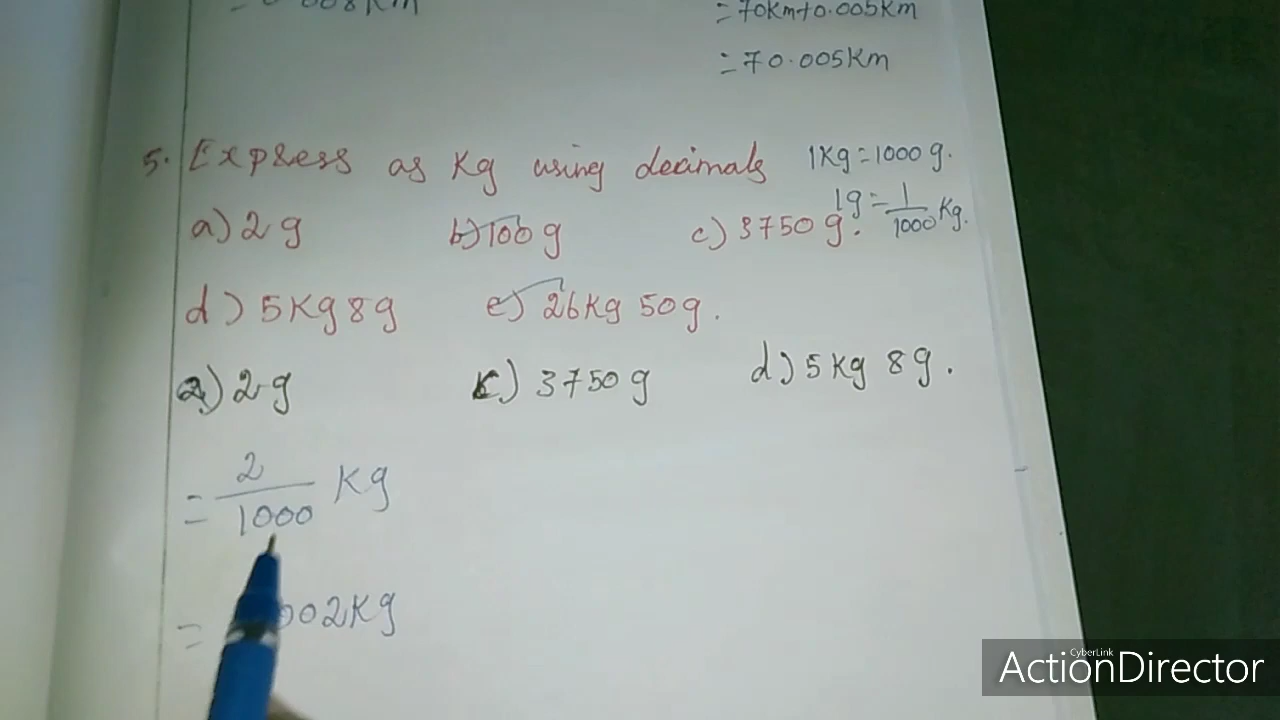 = 70Km+0.005Km
= 70.005Km
5. Express as Kg using decimals 1Kg=1000g.
1g=1/1000 Kg.
a) 2g b) 100g c) 3750g.
d) 5Kg 8g e) 26Kg 50g.
a) 2g c) 3750g d) 5Kg 8g.
= 2/1000 Kg
= 002Kg
CyberLink
ActionDirector